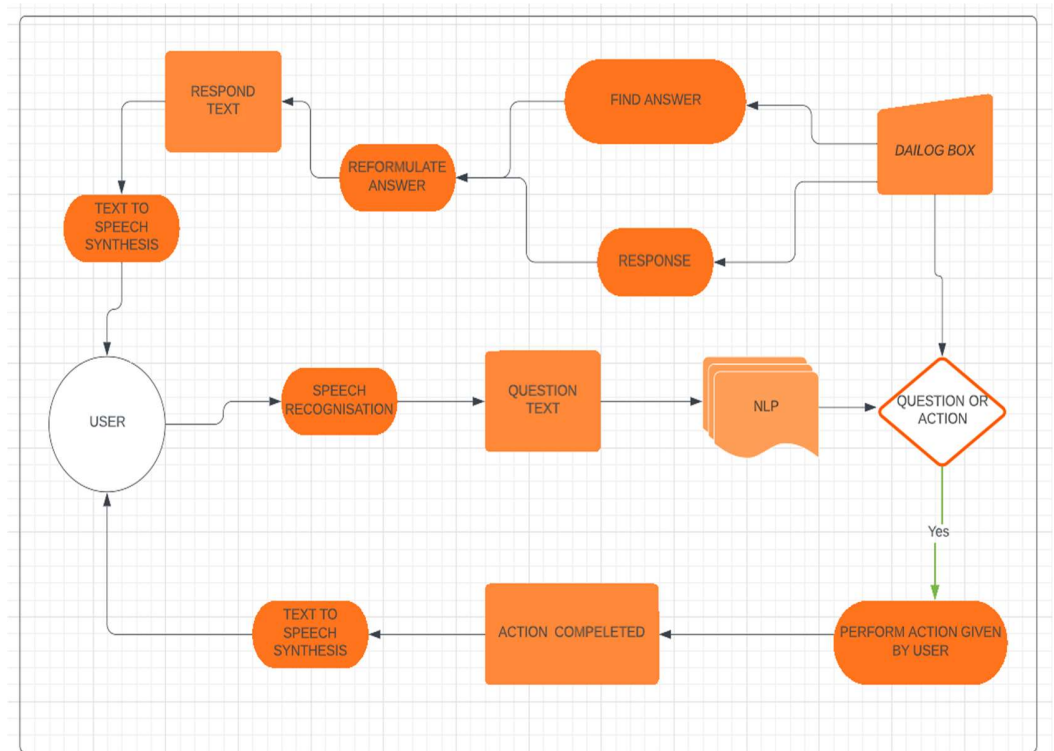 RESPOND
TEXT
FIND ANSWER
DAILOG BOX
REFORMULATE
ANSWER
TEXT TO
SPEECH
SYNTHESIS
RESPONSE
USER
SPEECH
RECOGNISATION
QUESTION
TEXT
NLP
QUESTION OR
ACTION
Yes
TEXT TO
SPEECH
SYNTHESIS
ACTION COMPELETED
PERFORM ACTION GIVEN
BY USER